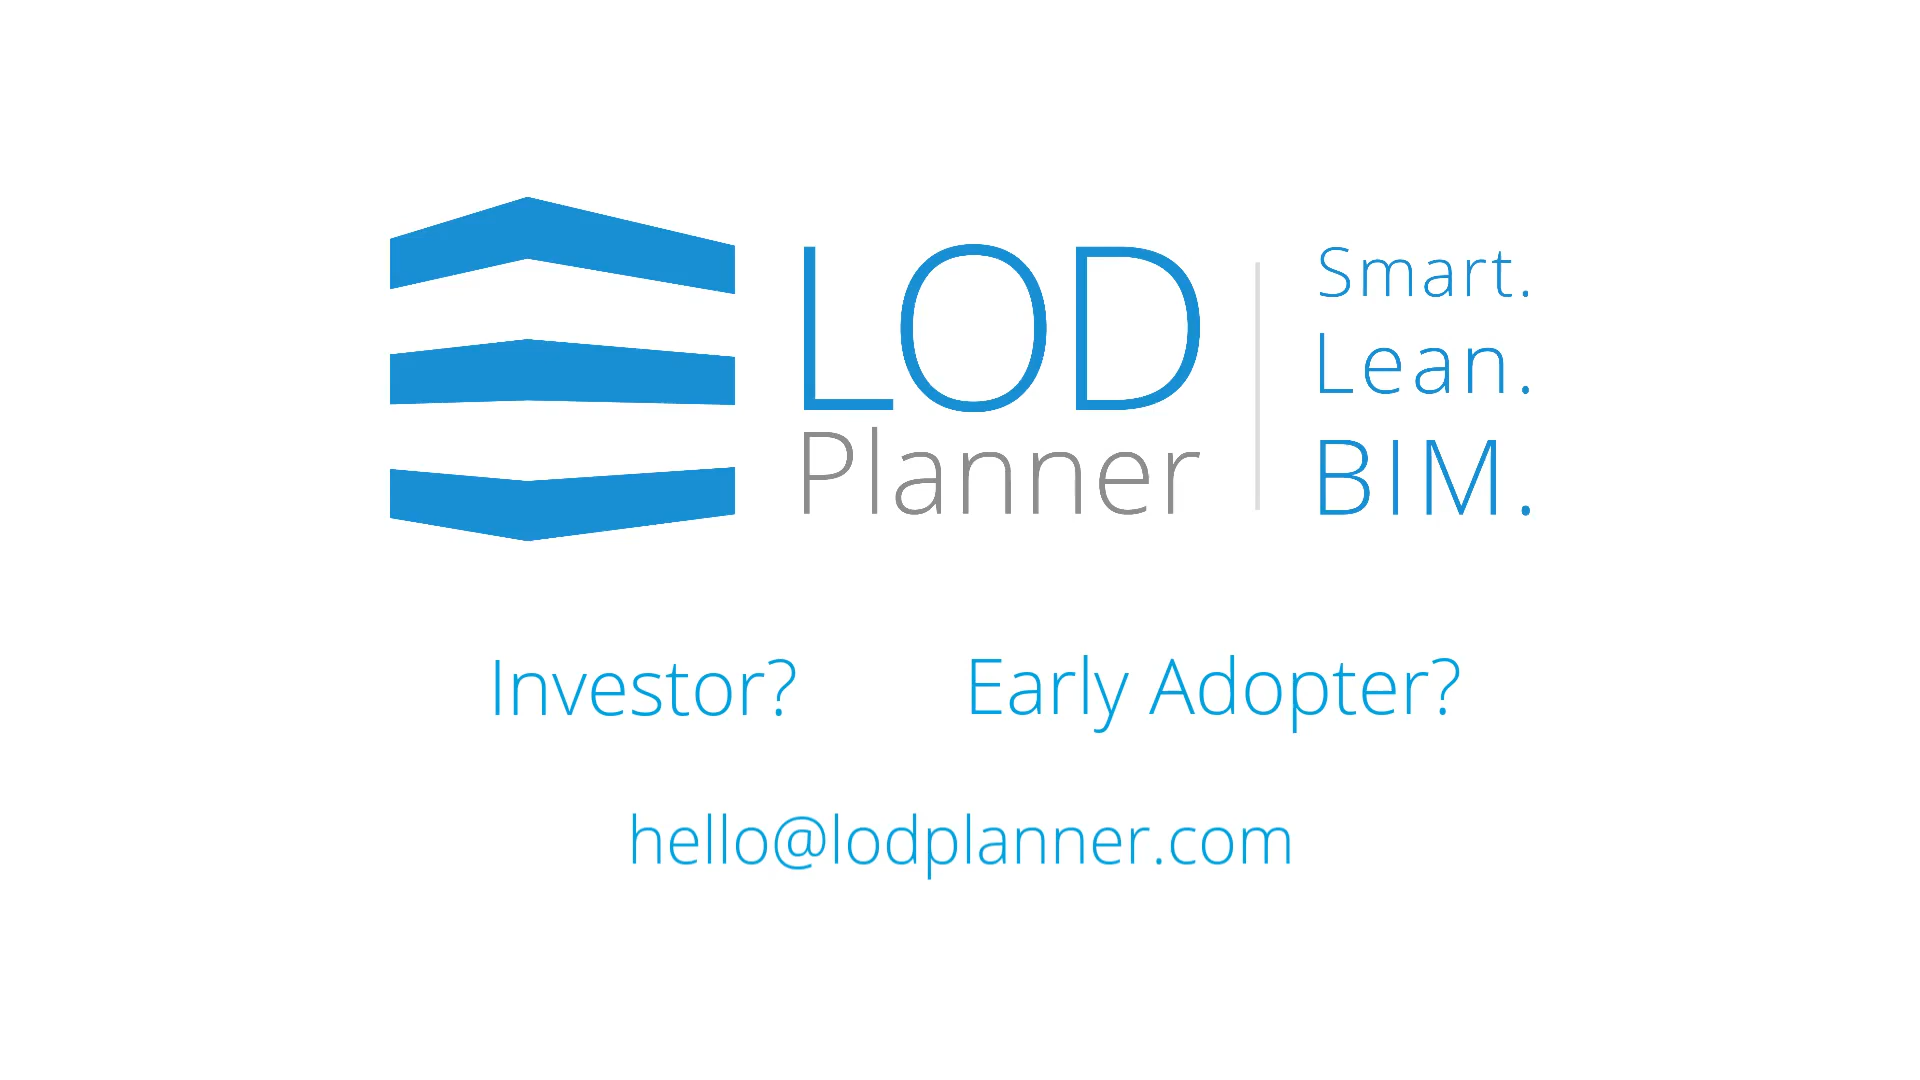 LOD
Planner
Smart.
Lean.
BIM.
Investor?
Early Adopter?
hello@lodplanner.com